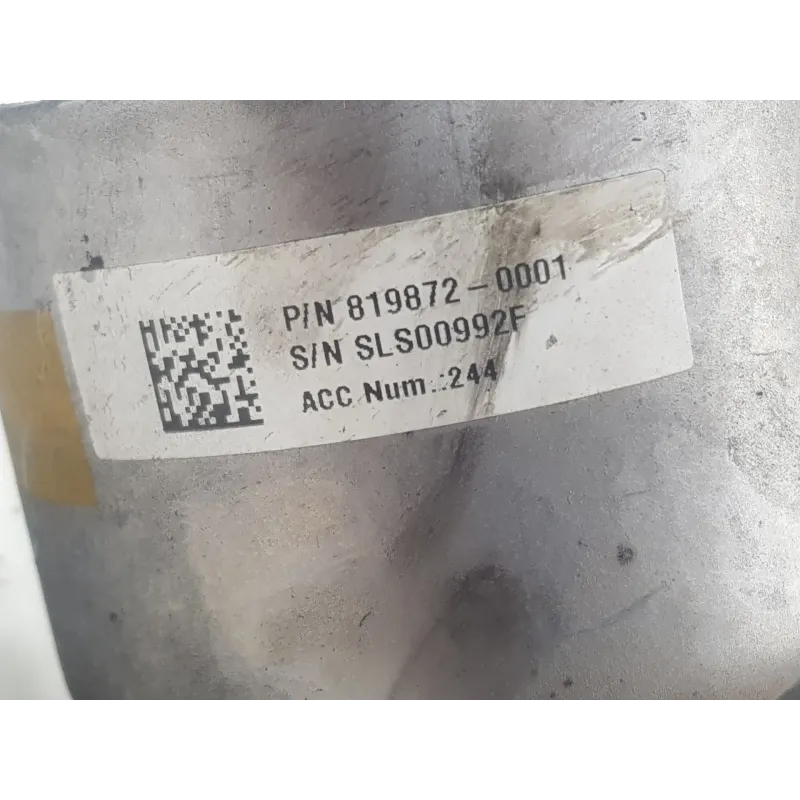 P/N 819872-0001
S/N SLS00992F
ACC Num.:244